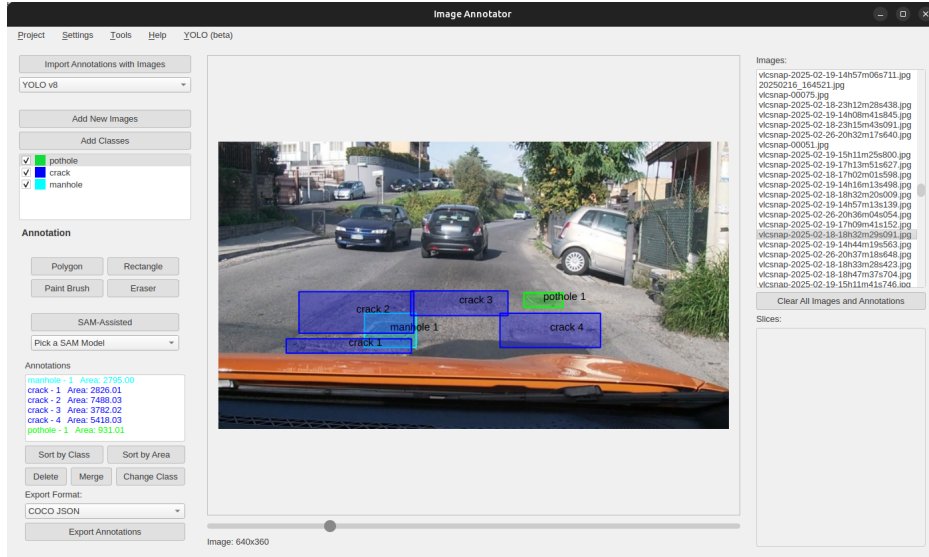 Image Annotator
Project Settings Tools Help YOLO (beta)
Import Annotations with Images
YOLO v8
Add New Images
Add Classes
pothole
crack
manhole
Annotation
Polygon Rectangle
Paint Brush Eraser
SAM-Assisted
Pick a SAM Model
Annotations
manhole - 1 Area: 2795.00
crack - 1 Area: 2826.01
crack - 2 Area: 7488.03
crack - 3 Area: 3782.02
crack - 4 Area: 5418.03
pothole - 1 Area: 931.01
Sort by Class Sort by Area
Delete Merge Change Class
Export Format:
COCO JSON
Export Annotations
crack 2
crack 3
pothole 1
manhole 1
crack 4
crack 1
Image: 640x360
Images:
vlcsnap-2025-02-19-14h57m06s711.jpg
20250216_164521.jpg
vlcsnap-00075.jpg
vlcsnap-2025-02-18-23h12m28s438.jpg
vlcsnap-2025-02-19-14h08m41s845.jpg
vlcsnap-2025-02-18-23h15m43s091.jpg
vlcsnap-2025-02-26-20h32m17s640.jpg
vlcsnap-00051.jpg
vlcsnap-2025-02-19-15h11m25s800.jpg
vlcsnap-2025-02-19-17h13m51s627.jpg
vlcsnap-2025-02-18-17h02m01s598.jpg
vlcsnap-2025-02-19-14h16m13s498.jpg
vlcsnap-2025-02-18-18h32m20s009.jpg
vlcsnap-2025-02-19-14h57m13s139.jpg
vlcsnap-2025-02-26-20h36m04s054.jpg
vlcsnap-2025-02-19-17h09m41s152.jpg
vlcsnap-2025-02-18-18h32m29s091.jpg
vlcsnap-2025-02-19-14h44m19s563.jpg
vlcsnap-2025-02-26-20h37m18s648.jpg
vlcsnap-2025-02-18-18h33m28s423.jpg
vlcsnap-2025-02-18-18h47m37s704.jpg
vlcsnap-2025-02-19-15h11m41s746.jpg
Clear All Images and Annotations
Slices: